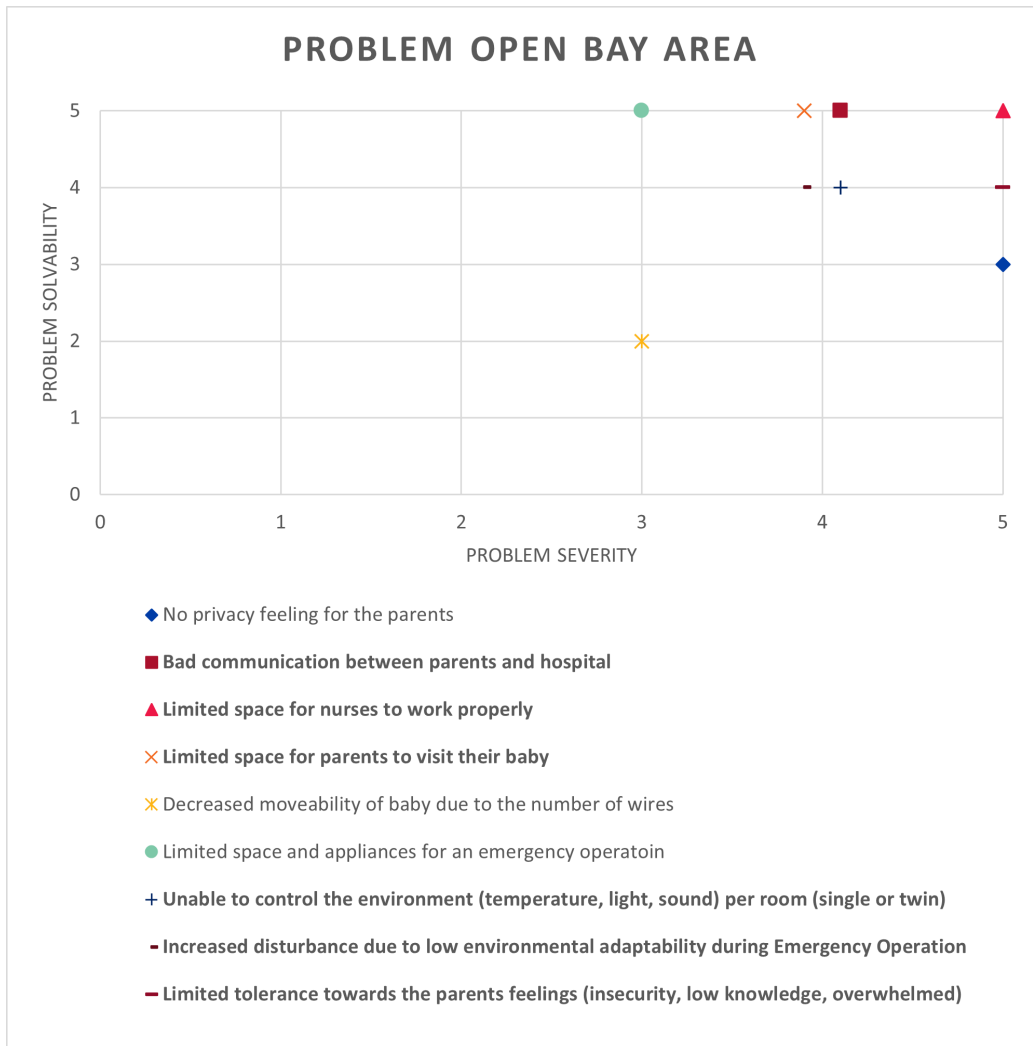 PROBLEM OPEN BAY AREA
5
4
3
2
1
0
PROBLEM SOLVABILITY
0 1 2 3 4 5
PROBLEM SEVERITY
No privacy feeling for the parents
Bad communication between parents and hospital
Limited space for nurses to work properly
Limited space for parents to visit their baby
Decreased moveability of baby due to the number of wires
Limited space and appliances for an emergency operatoin
Unable to control the environment (temperature, light, sound) per room (single or twin)
Increased disturbance due to low environmental adaptability during Emergency Operation
Limited tolerance towards the parents feelings (insecurity, low knowledge, overwhelmed)